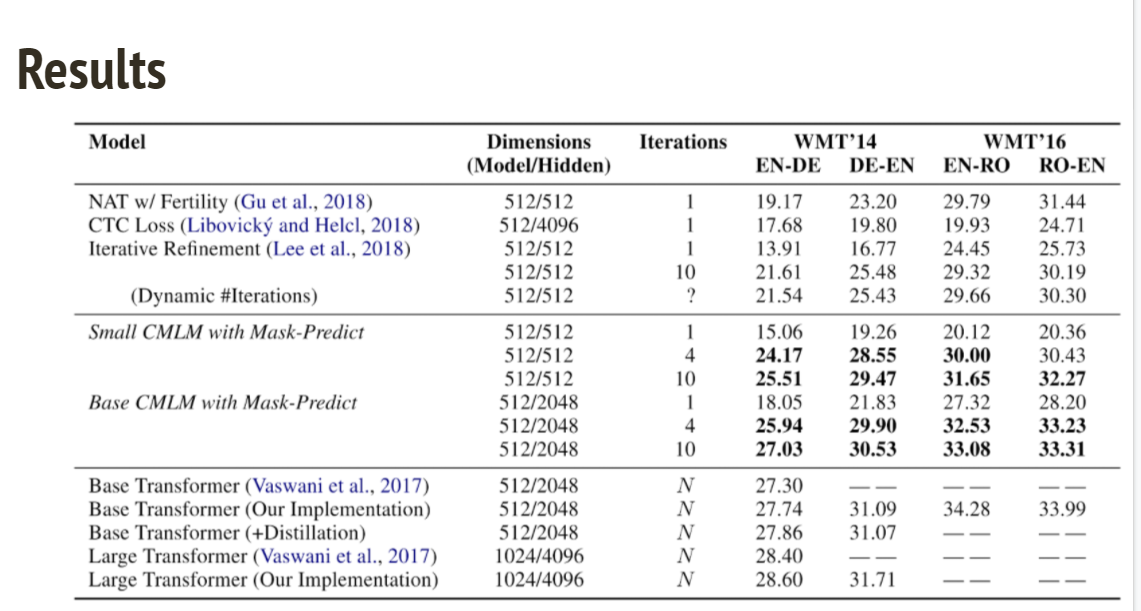 Results
Model Dimensions Iterations WMT'14 WMT'16
(Model/Hidden) EN-DE DE-EN EN-RO RO-EN
NAT w/ Fertility (Gu et al., 2018) 512/512 1 19.17 23.20 29.79 31.44
CTC Loss (Libovický and Helcl, 2018) 512/4096 1 17.68 19.80 19.93 24.71
Iterative Refinement (Lee et al., 2018) 512/512 1 13.91 16.77 24.45 25.73
512/512 10 21.61 25.48 29.32 30.19
(Dynamic #Iterations) 512/512 ? 21.54 25.43 29.66 30.30
Small CMLM with Mask-Predict 512/512 1 15.06 19.26 20.12 20.36
512/512 4 24.17 28.55 30.00 30.43
512/512 10 25.51 29.47 31.65 32.27
Base CMLM with Mask-Predict 512/2048 1 18.05 21.83 27.32 28.20
512/2048 4 25.94 29.90 32.53 33.23
512/2048 10 27.03 30.53 33.08 33.31
Base Transformer (Vaswani et al., 2017) 512/2048 N 27.30 —— —— ——
Base Transformer (Our Implementation) 512/2048 N 27.74 31.09 34.28 33.99
Base Transformer (+Distillation) 512/2048 N 27.86 31.07 —— ——
Large Transformer (Vaswani et al., 2017) 1024/4096 N 28.40 —— —— ——
Large Transformer (Our Implementation) 1024/4096 N 28.60 31.71 —— ——